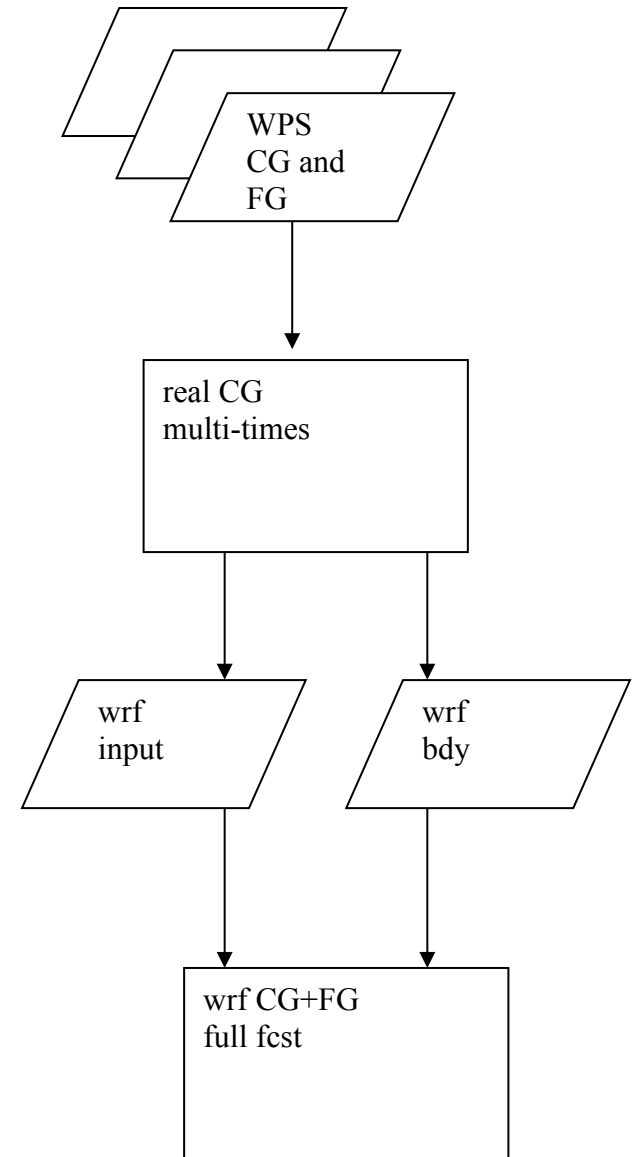 WPS
CG and
FG
real CG
multi-times
wrf
input
wrf
bdy
wrf CG+FG
full fcst